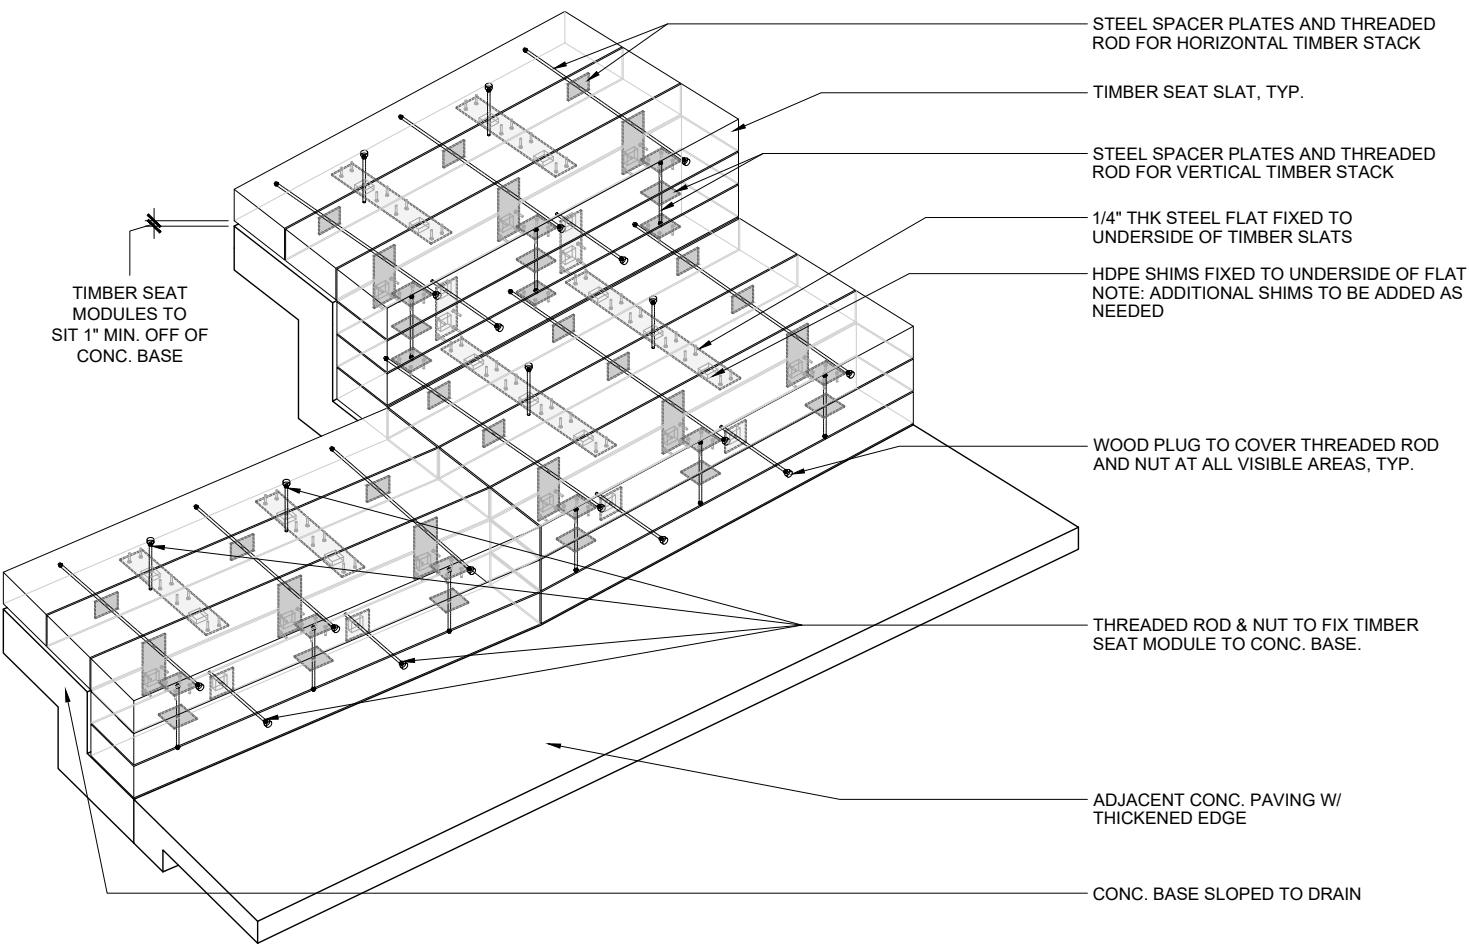 STEEL SPACER PLATES AND THREADED
ROD FOR HORIZONTAL TIMBER STACK
TIMBER SEAT SLAT, TYP.
STEEL SPACER PLATES AND THREADED
ROD FOR VERTICAL TIMBER STACK
1/4" THK STEEL FLAT FIXED TO
UNDERSIDE OF TIMBER SLATS
HDPE SHIMS FIXED TO UNDERSIDE OF FLAT
NOTE: ADDITIONAL SHIMS TO BE ADDED AS
NEEDED
TIMBER SEAT
MODULES TO
SIT 1" MIN. OFF OF
CONC. BASE
WOOD PLUG TO COVER THREADED ROD
AND NUT AT ALL VISIBLE AREAS, TYP.
THREADED ROD & NUT TO FIX TIMBER
SEAT MODULE TO CONC. BASE.
ADJACENT CONC. PAVING W/
THICKENED EDGE
CONC. BASE SLOPED TO DRAIN